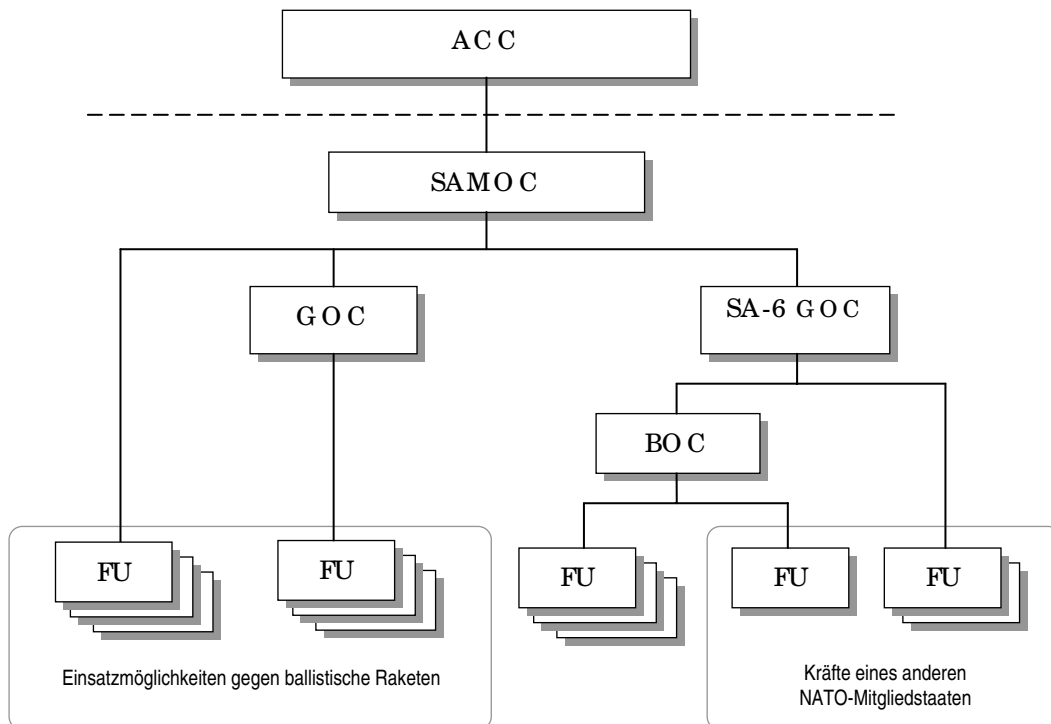 ACC
SAMOC
GOC
SA-6 GOC
BOC
FU
FU
FU
FU
FU
Einsatzmöglichkeiten gegen ballistische Raketen
Kräfte eines anderen
NATO-Mitgliedstaaten